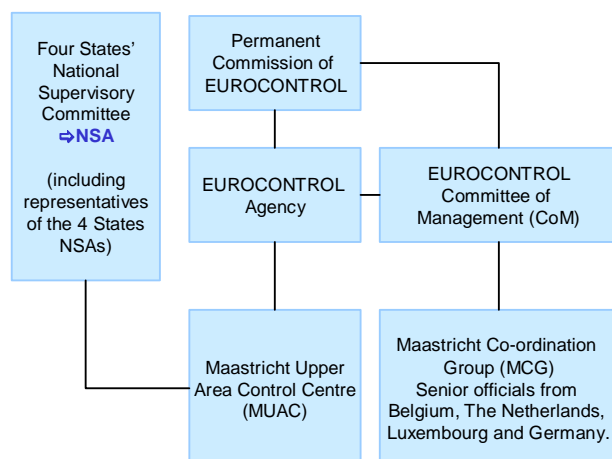 Four States'
National
Supervisory
Committee
⇨NSA
(including
representatives
of the 4 States
NSAs)
Permanent
Commission of
EUROCONTROL
EUROCONTROL
Agency
EUROCONTROL
Committee of
Management (CoM)
Maastricht Upper
Area Control Centre
(MUAC)
Maastricht Co-ordination
Group (MCG)
Senior officials from
Belgium, The Netherlands,
Luxembourg and Germany.